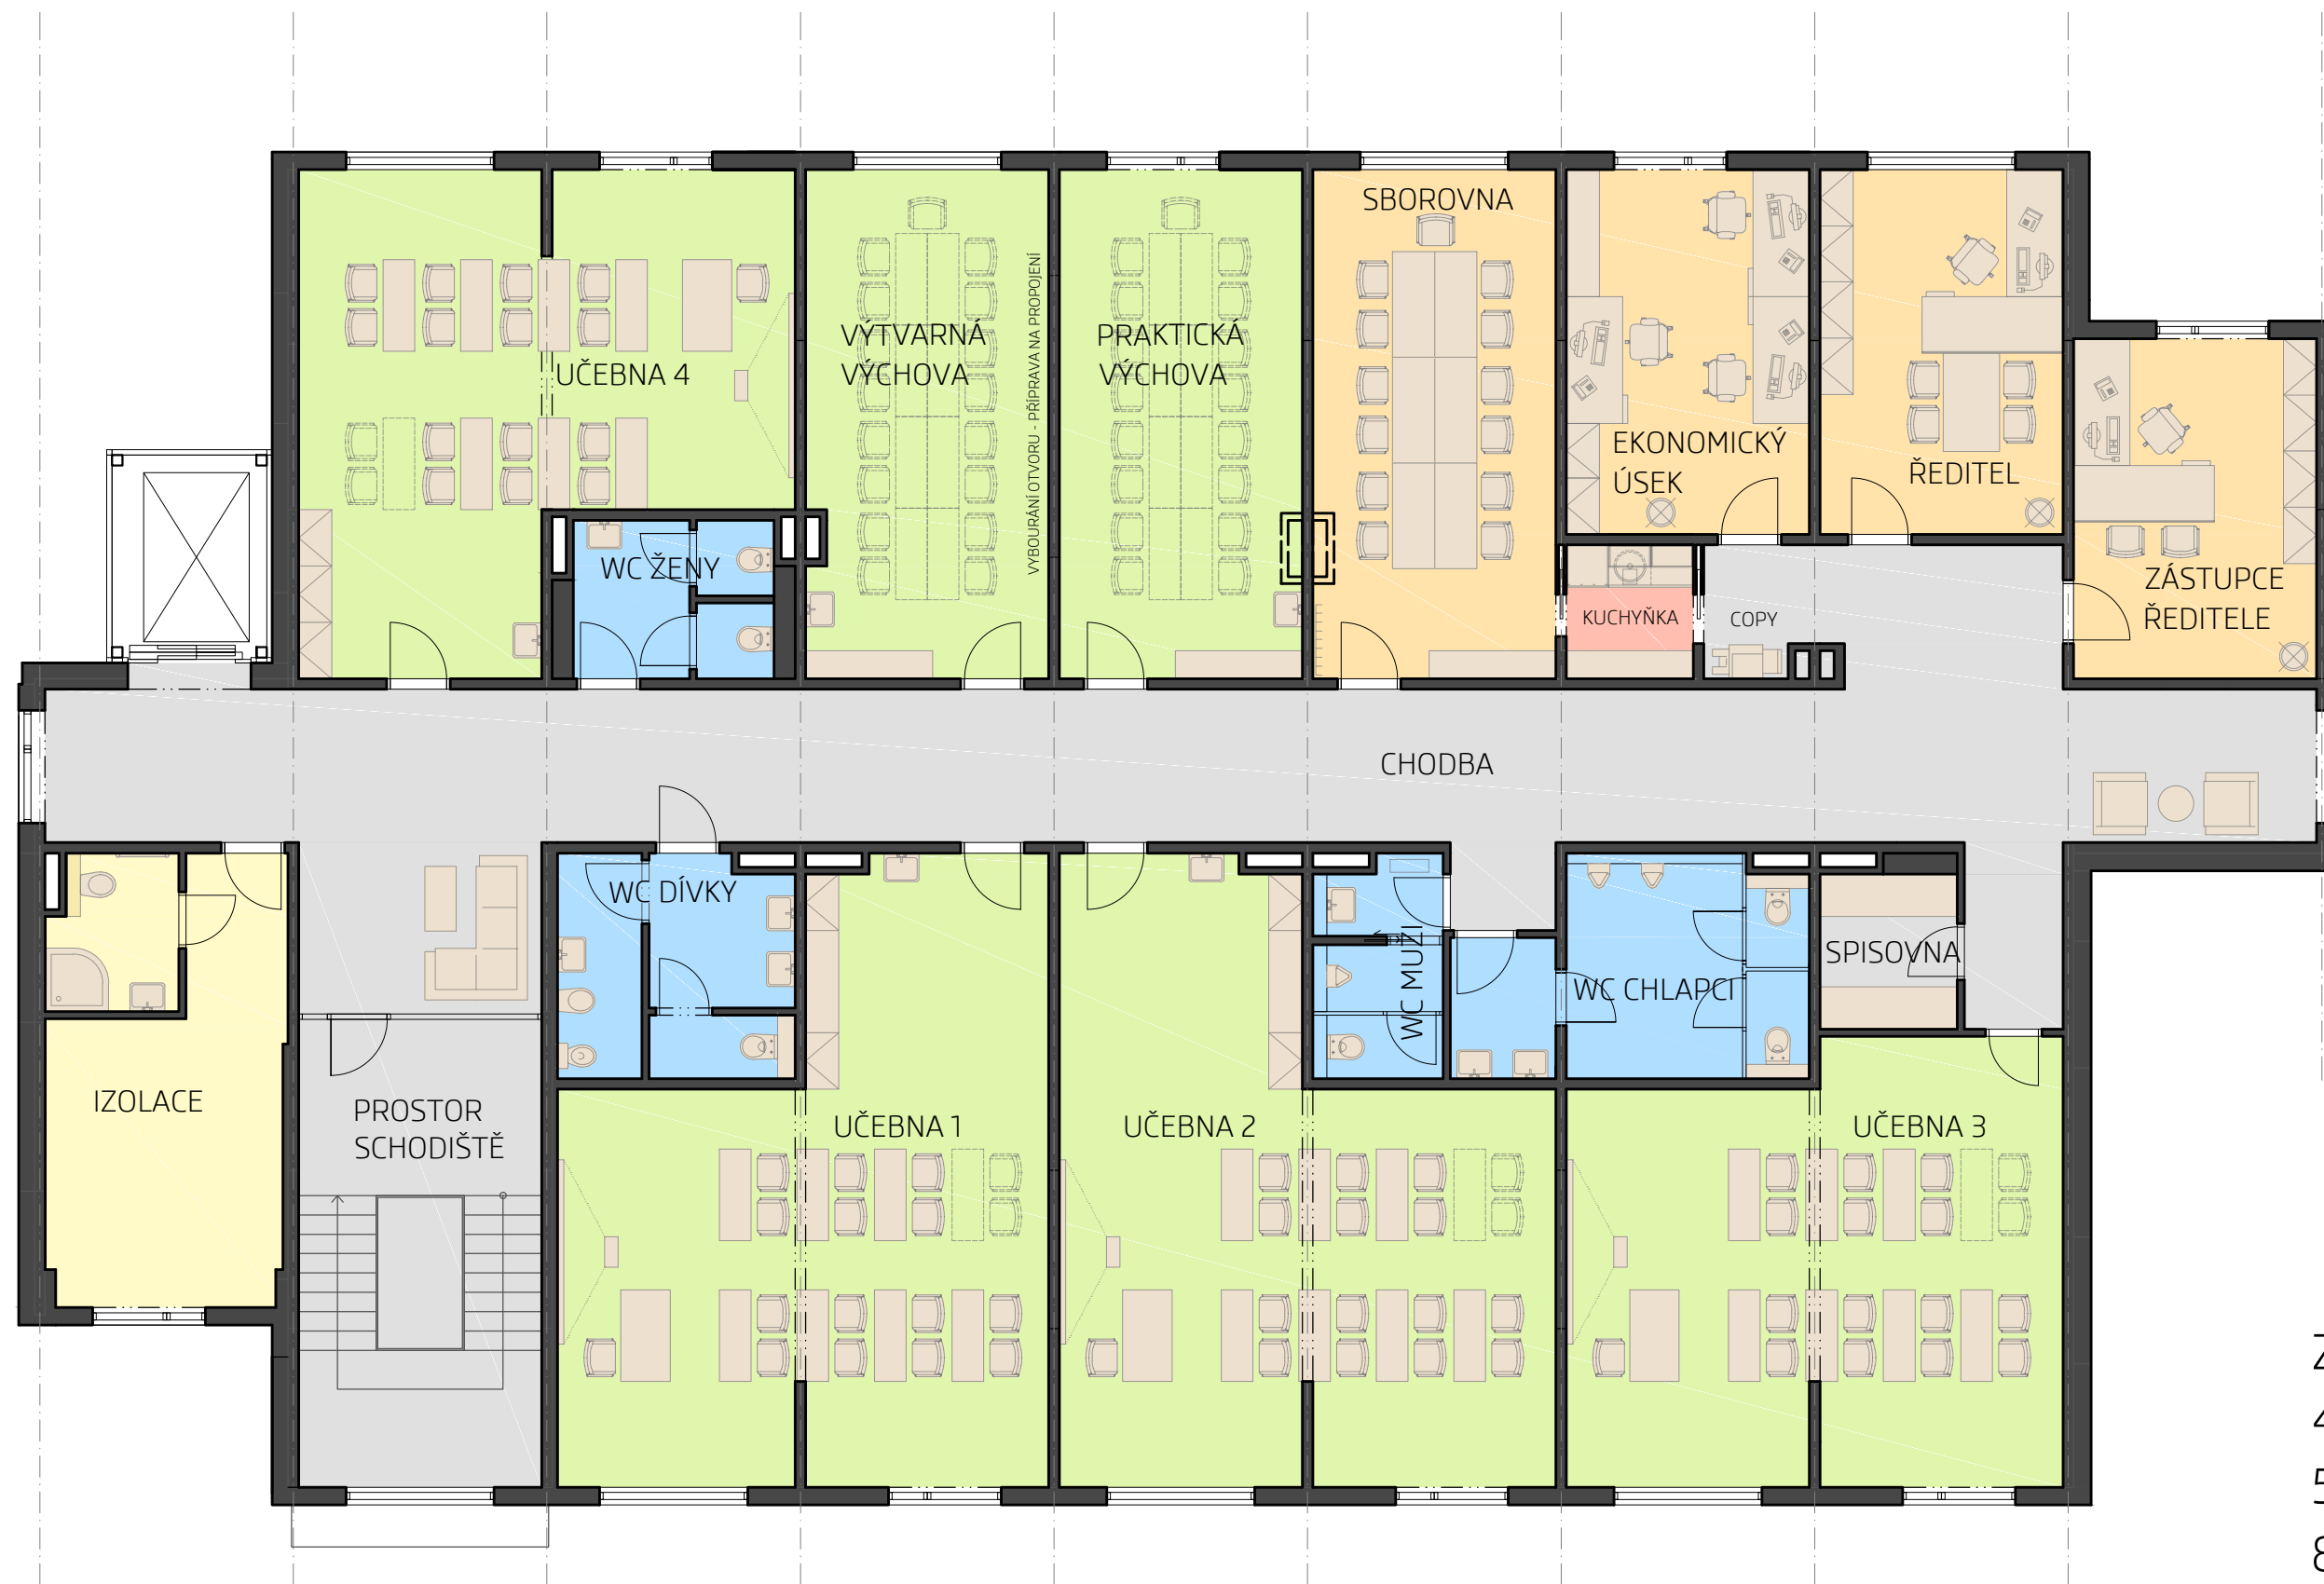 SBOROVNA
VÝTVARNÁ
VÝCHOVA
VYBOURÁNÍ OTVORU - PŘÍPRAVA NA PROPOJENÍ
PRAKTICKÁ
VÝCHOVA
UČEBNA 4
EKONOMICKÝ
ÚSEK
ŘEDITEL
WC ŽENY
KUCHYŇKA
COPY
ZÁSTUPCE
ŘEDITELE
CHODBA
WC DÍVKY
WC MUŽI
WC CHLAPCI
SPISOVNA
IZOLACE
PROSTOR
SCHODIŠTĚ
UČEBNA 1
UČEBNA 2
UČEBNA 3